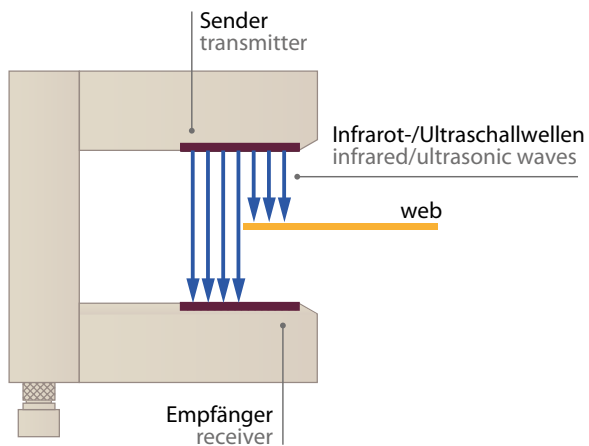 Sender
transmitter
Infrarot-/Ultraschallwellen
infrared/ultrasonic waves
web
Empfänger
receiver